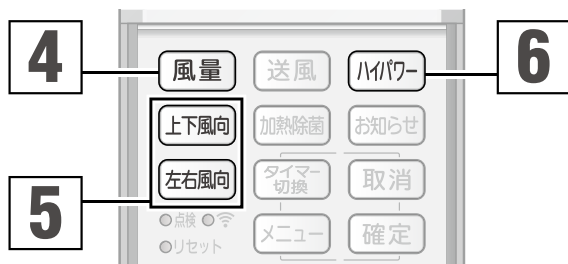 4
6
風量 送風 ハイパワー
上下風向 加熱除菌 お知らせ
左右風向 タイマー切換 取消
5
点検
リセット メニュー 確定